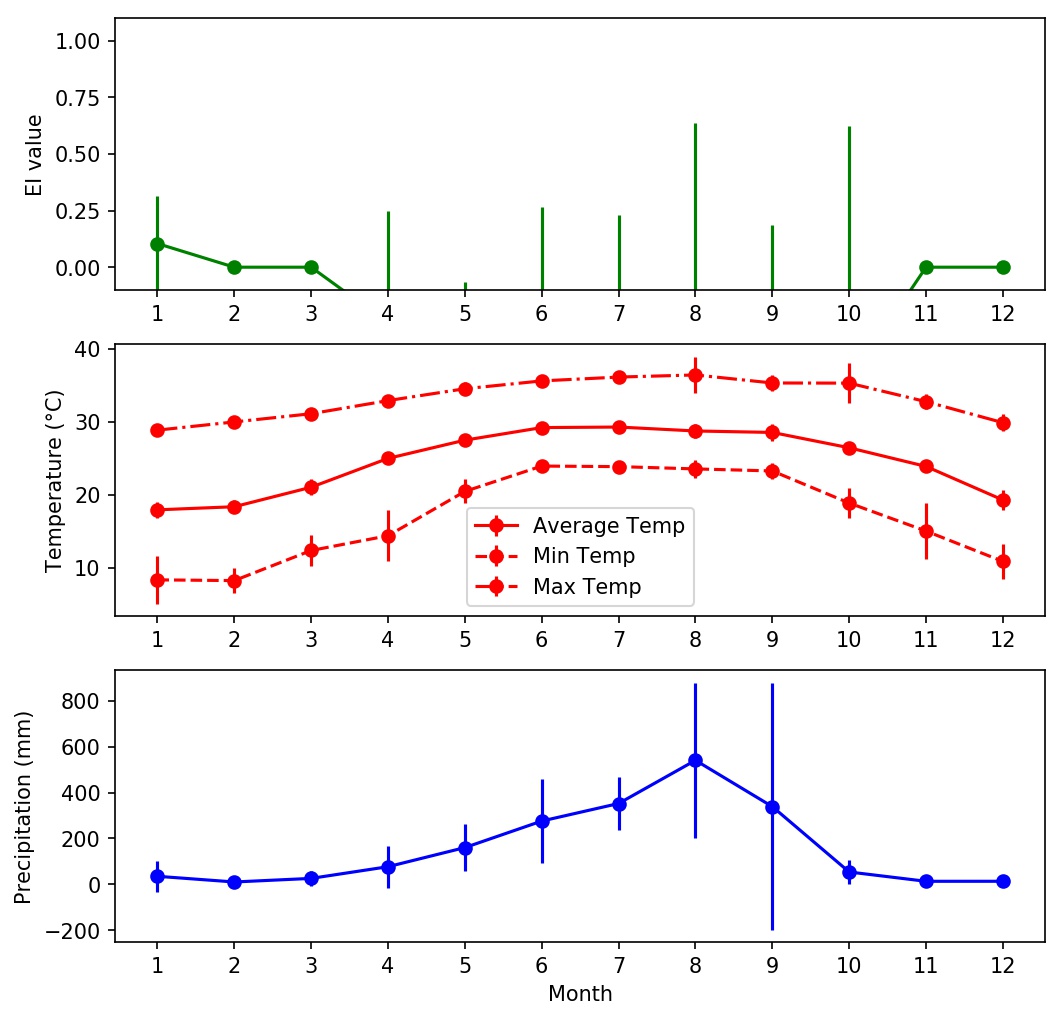 1.00
0.75
0.50
0.25
0.00
EI value
1 2 3 4 5 6 7 8 9 10 11 12
40
30
20
10
Temperature (°C)
Average Temp
Min Temp
Max Temp
1 2 3 4 5 6 7 8 9 10 11 12
800
600
400
200
0
−200
Precipitation (mm)
1 2 3 4 5 6 7 8 9 10 11 12
Month